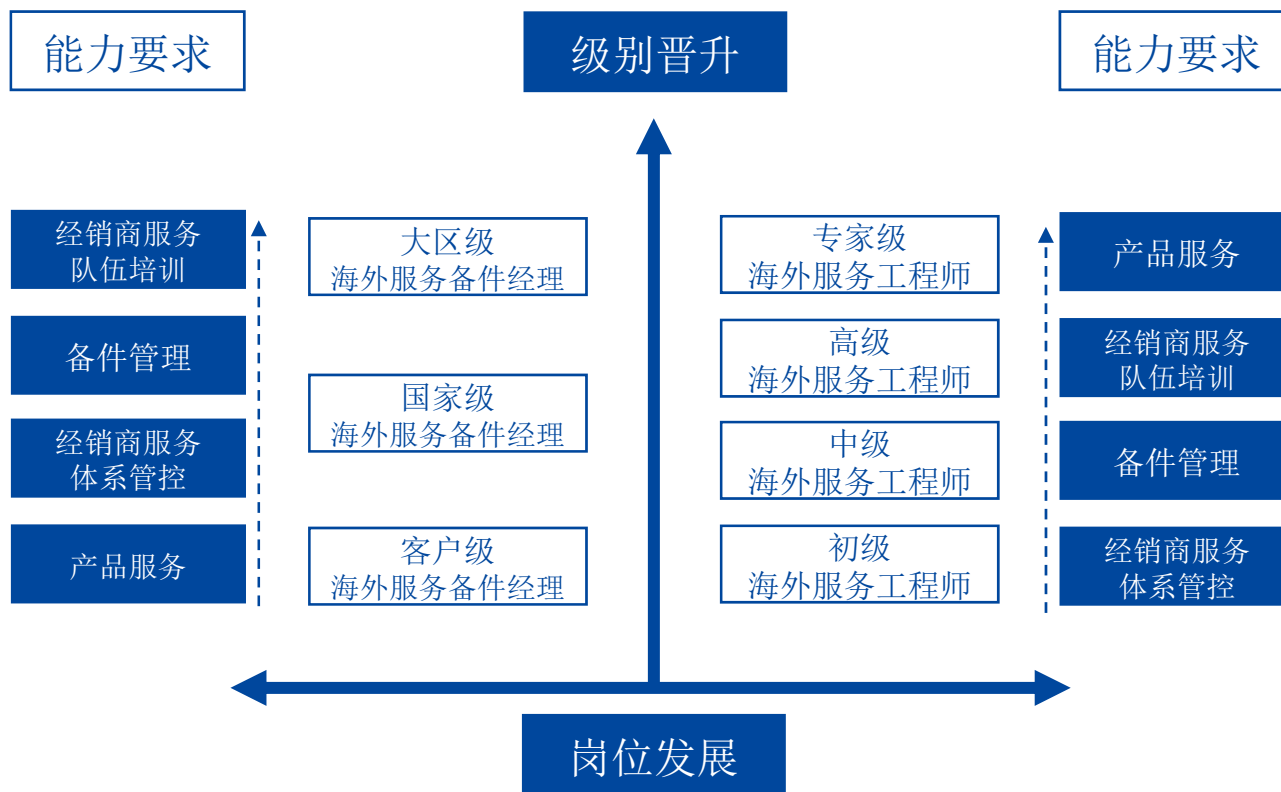 能力要求
级别晋升
能力要求
经销商服务
队伍培训
备件管理
经销商服务
体系管控
产品服务
大区级
海外服务备件经理
国家级
海外服务备件经理
客户级
海外服务备件经理
专家级
海外服务工程师
高级
海外服务工程师
中级
海外服务工程师
初级
海外服务工程师
产品服务
经销商服务
队伍培训
备件管理
经销商服务
体系管控
岗位发展